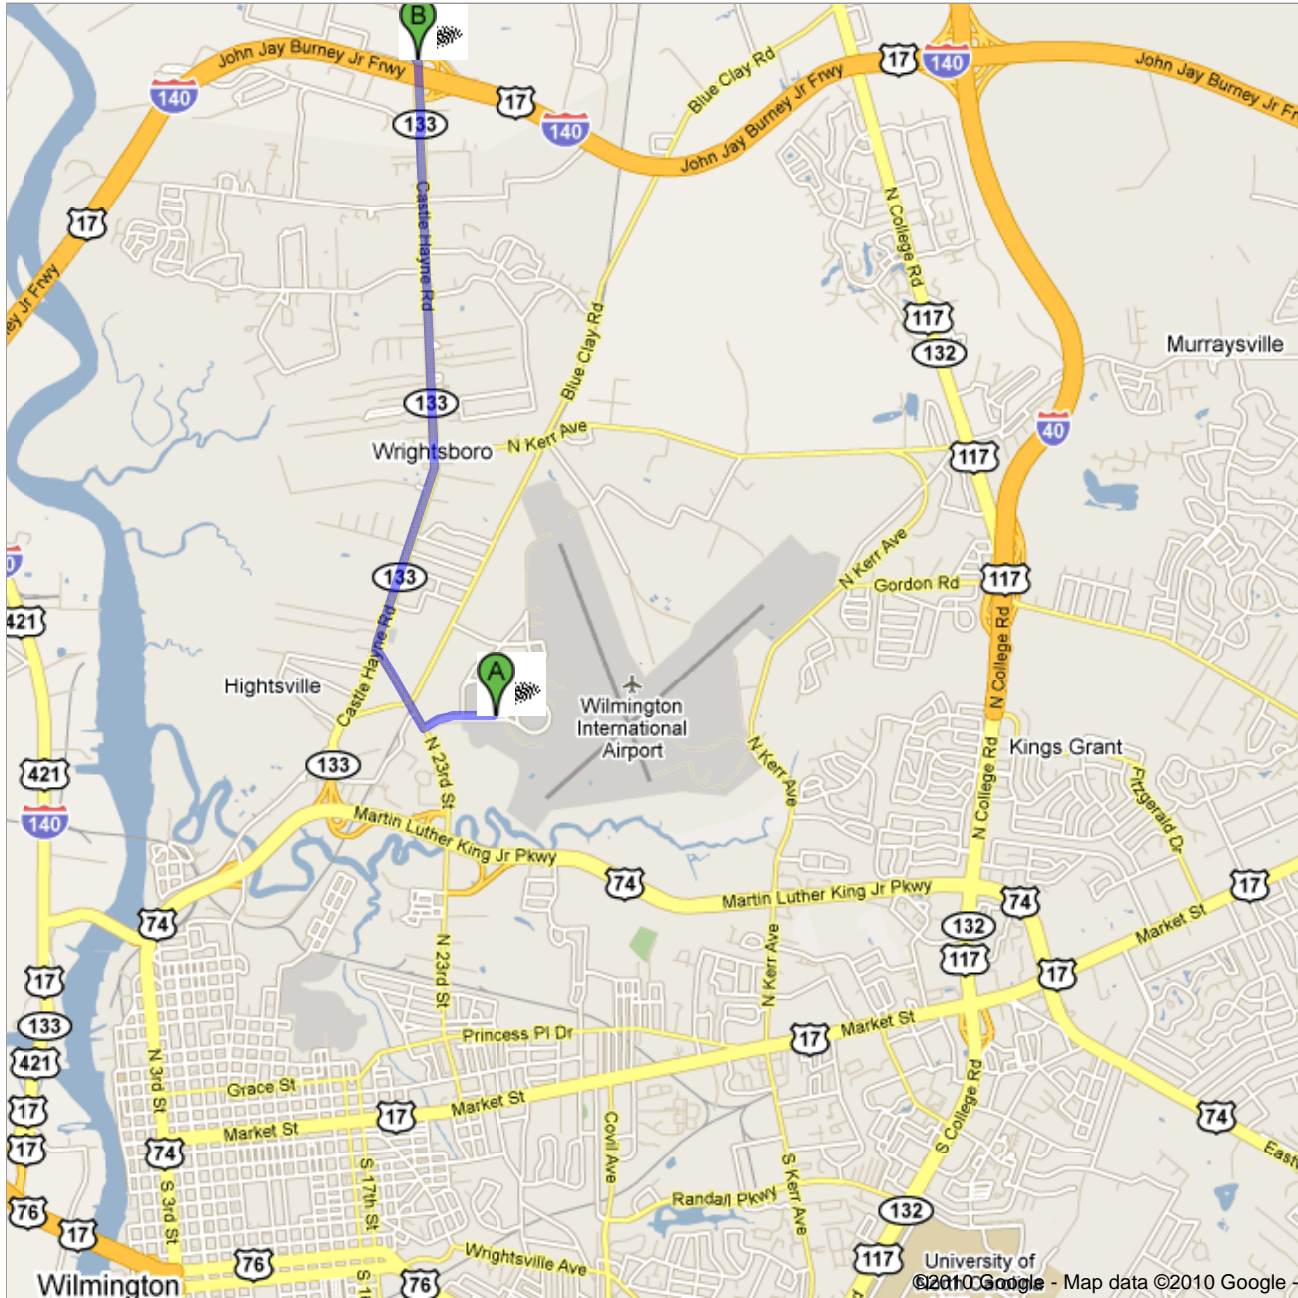 B
John Jay Burney Jr Frwy
140
17
140
133
Blue Clay Rd
17
140
John Jay Burney Jr Frwy
John Jay Burney Jr Fr
17
Castle Hayne Rd
N College Rd
ey Jr Frwy
117
132
Murraysville
Blue Clay Rd
133
40
N Kerr Ave
Wrightsboro
117
N Kerr Ave
133
Gordon Rd
117
0
421
Castle Hayne Rd
N College Rd
A
Hightsville
Wilmington
International
Airport
N 23rd St
133
N Kerr Ave
N College Rd
Kings Grant
Fitzgerald Dr
421
140
Martin Luther King Jr Pkwy
74
Martin Luther King Jr Pkwy
74
17
74
132
117
Market St
N 23rd St
N Kerr Ave
17
17
133
421
17
17
Princess Pl Dr
17
Market St
N 3rd St
Grace St
Market St
17
Market St
74
Covil Ave
S College Rd
74
Eastw
S 3rd St
S 17th St
S Kerr Ave
Randall Pkwy
132
76
17
76
Wrightsville Ave
76
117
University of
Wilmington
S 1
©2010 Google - Map data ©2010 Google -